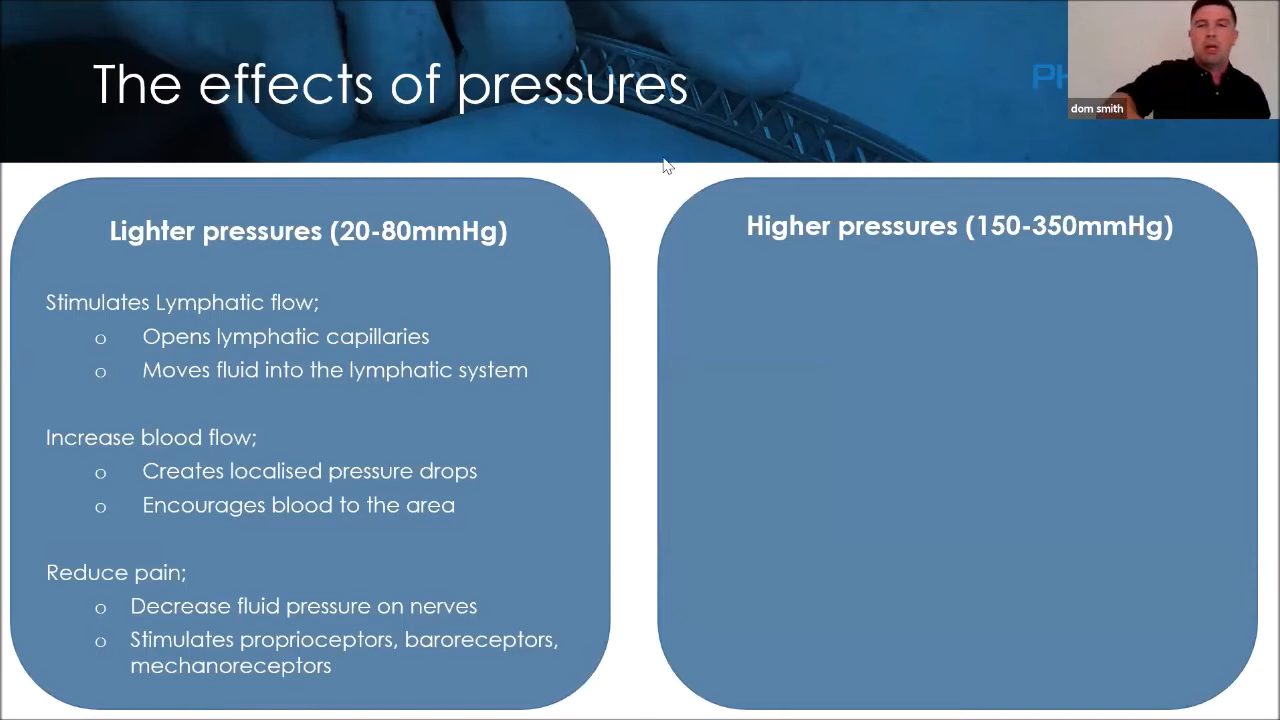 The effects of pressures
PH
dom smith
Lighter pressures (20-80mmHg)
Stimulates Lymphatic flow;
o Opens lymphatic capillaries
o Moves fluid into the lymphatic system
Increase blood flow;
o Creates localised pressure drops
o Encourages blood to the area
Reduce pain;
o Decrease fluid pressure on nerves
o Stimulates proprioceptors, baroreceptors,
mechanoreceptors
Higher pressures (150-350mmHg)